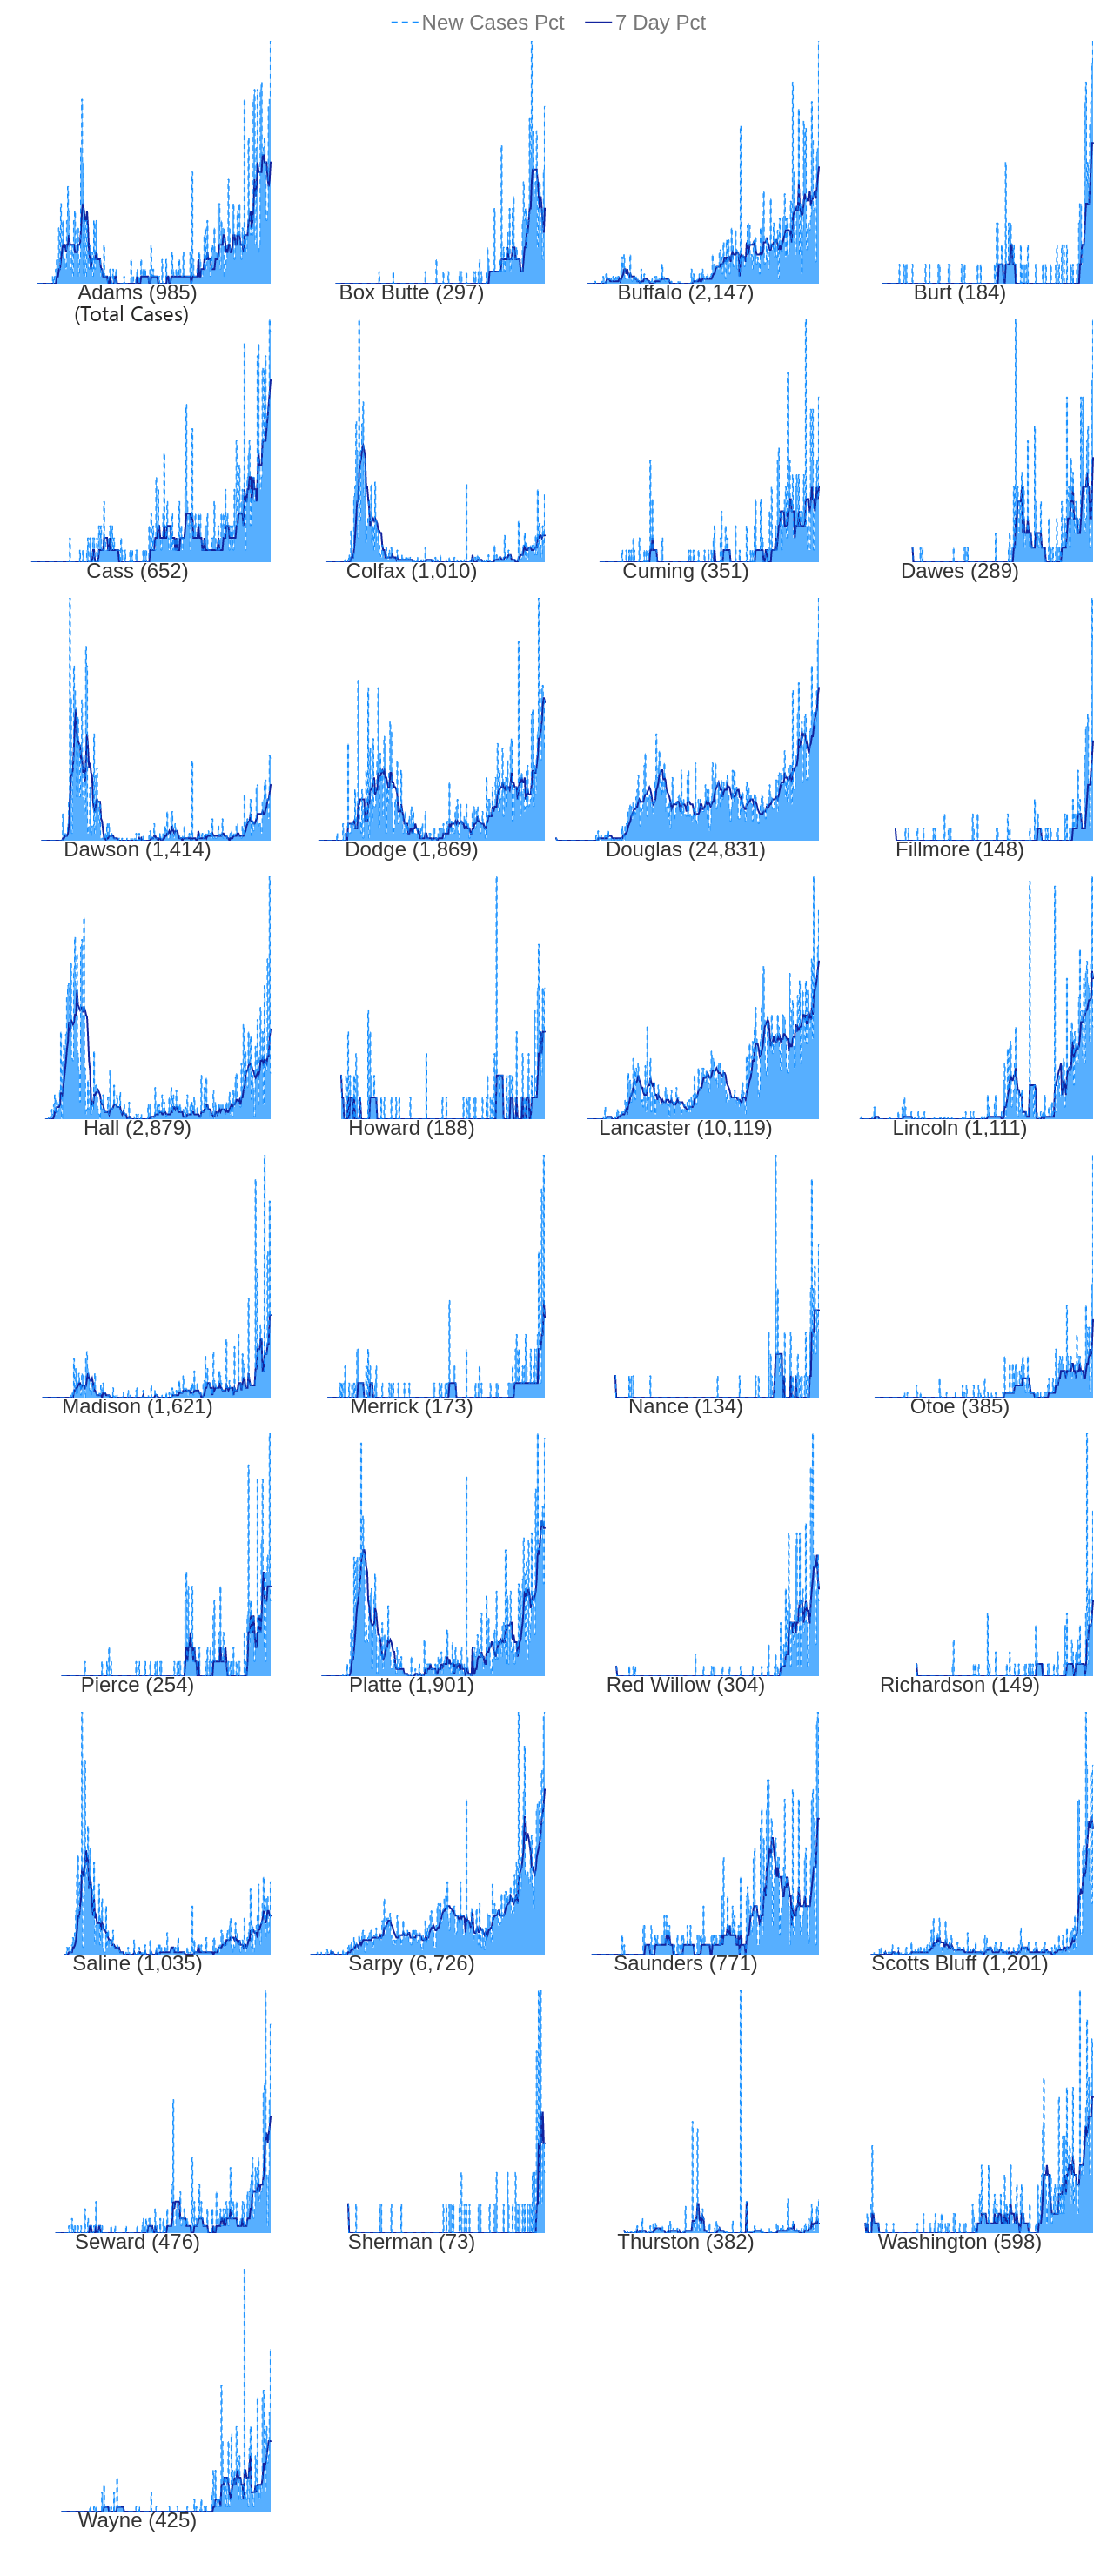 New Cases Pct 7 Day Pct
Adams (985) Box Butte (297) Buffalo (2,147) Burt (184)
(Total Cases)
Cass (652) Colfax (1,010) Cuming (351) Dawes (289)
Dawson (1,414) Dodge (1,869) Douglas (24,831) Fillmore (148)
Hall (2,879) Howard (188) Lancaster (10,119) Lincoln (1,111)
Madison (1,621) Merrick (173) Nance (134) Otoe (385)
Pierce (254) Platte (1,901) Red Willow (304) Richardson (149)
Saline (1,035) Sarpy (6,726) Saunders (771) Scotts Bluff (1,201)
Seward (476) Sherman (73) Thurston (382) Washington (598)
Wayne (425)